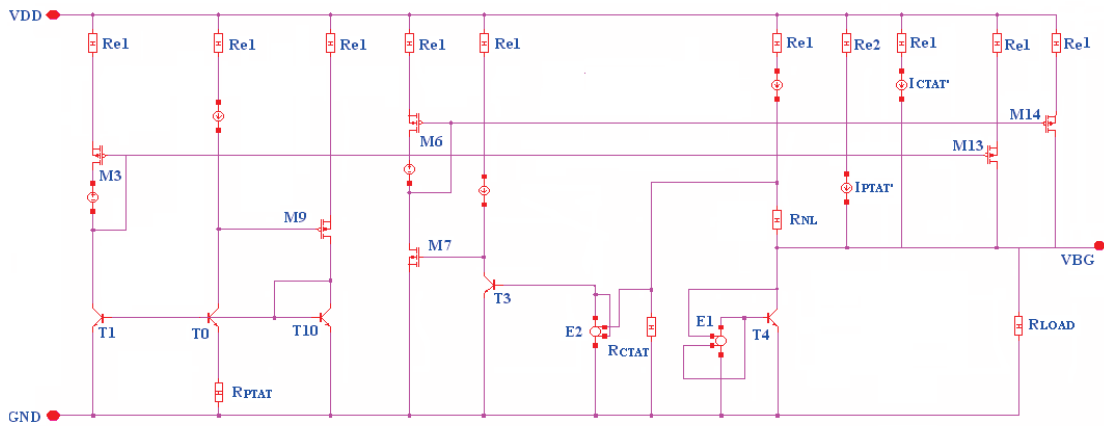 VDD
Re1 Re1 Re1 Re1 Re1 Re1 Re2 Re1 Re1 Re1
ICTAT'
M14
M6
M13
M3
IPTAT'
M9
RNL
M7
VBG
T3
T1 T0 T10 E2 RCTAT E1 T4 RLOAD
RPTAT
GND